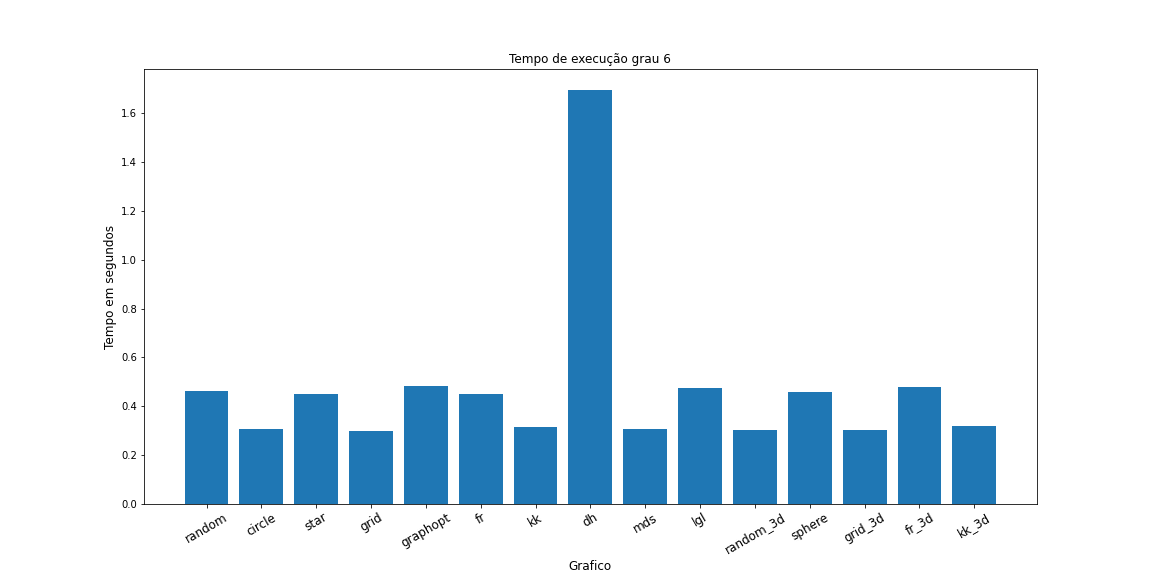 Tempo de execução grau 6
Tempo em segundos
1.6
1.4
1.2
1.0
0.8
0.6
0.4
0.2
0.0
random
circle
star
grid
graphopt
fr
kk
dh
mds
lgl
random_3d
sphere
grid_3d
fr_3d
kk_3d
Grafico